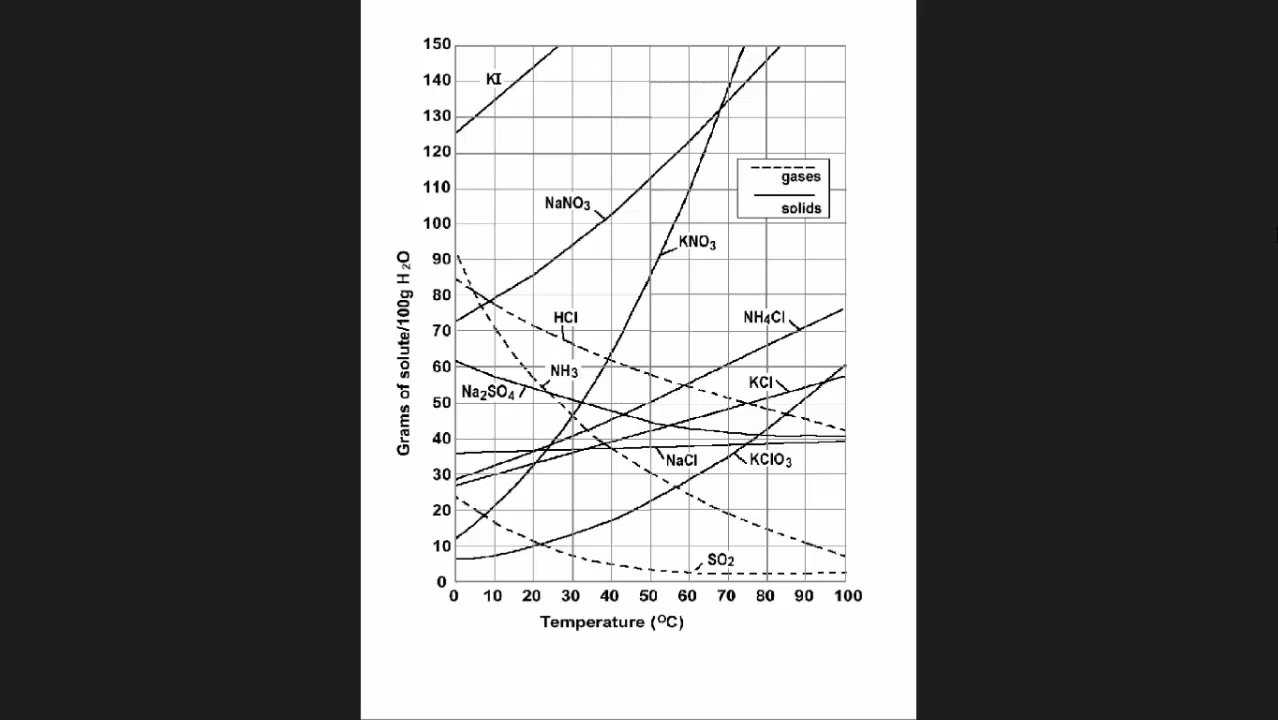 150
140
130
120
110
100
90
80
70
60
50
40
30
20
10
0
Grams of solute/100g H₂O
KI
NaNO₃
gases
solids
KNO₃
HCl
NH₄Cl
NH₃
Na₂SO₄
KCl
NaCl
KClO₃
SO₂
0 10 20 30 40 50 60 70 80 90 100
Temperature (ᴼC)